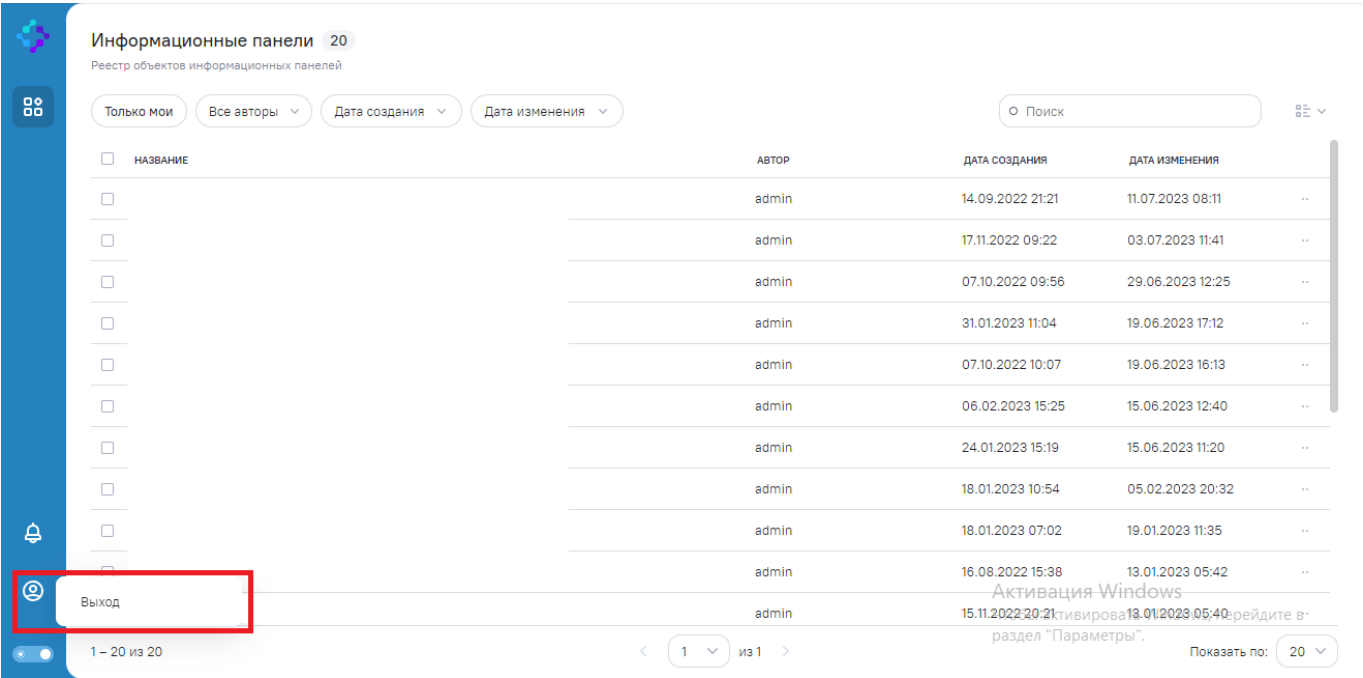 Информационные панели 20
Реестр объектов информационных панелей
Только мои Все авторы Дата создания Дата изменения Поиск
НАЗВАНИЕ АВТОР ДАТА СОЗДАНИЯ ДАТА ИЗМЕНЕНИЯ
admin 14.09.2022 21:21 11.07.2023 08:11
admin 17.11.2022 09:22 03.07.2023 11:41
admin 07.10.2022 09:56 29.06.2023 12:25
admin 31.01.2023 11:04 19.06.2023 17:12
admin 07.10.2022 10:07 19.06.2023 16:13
admin 06.02.2023 15:25 15.06.2023 12:40
admin 24.01.2023 15:19 15.06.2023 11:20
admin 18.01.2023 10:54 05.02.2023 20:32
admin 18.01.2023 07:02 19.01.2023 11:35
admin 16.08.2022 15:38 13.01.2023 05:42
Активация Windows
Выход
admin 15.11.2022 20:21 13.01.2023 05:40
Чтобы активировать Windows, перейдите в
раздел "Параметры".
1 – 20 из 20 1 из 1 Показать по: 20